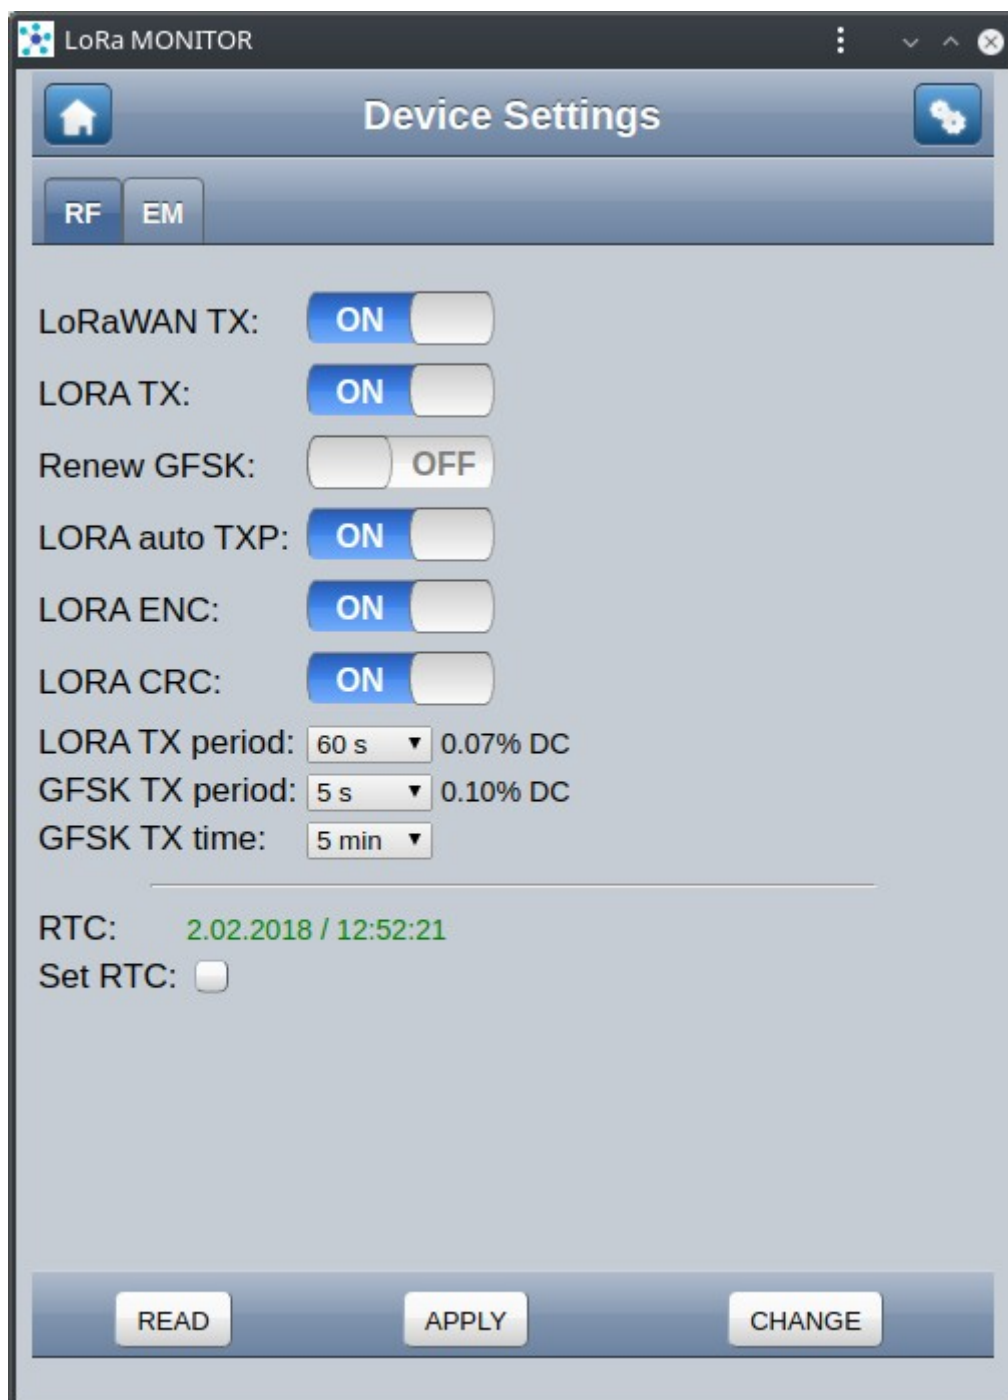 LoRa MONITOR
Device Settings
RF EM
LoRaWAN TX: ON
LORA TX: ON
Renew GFSK: OFF
LORA auto TXP: ON
LORA ENC: ON
LORA CRC: ON
LORA TX period: 60 s 0.07% DC
GFSK TX period: 5 s 0.10% DC
GFSK TX time: 5 min
RTC: 2.02.2018 / 12:52:21
Set RTC:
READ APPLY CHANGE